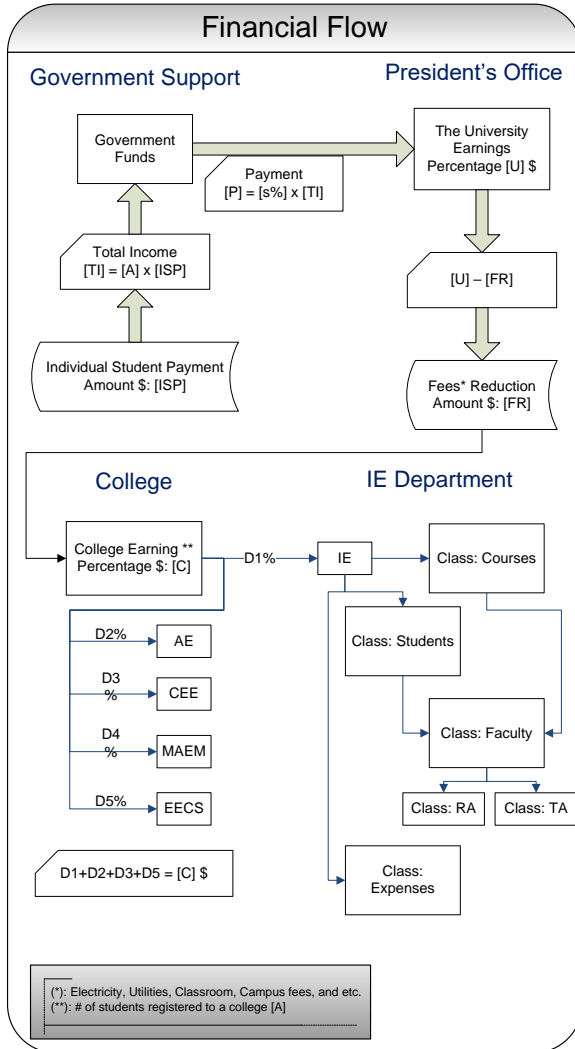 Financial Flow
Government Support
President's Office
Government
Funds
The University
Earnings
Percentage [U] $
Payment
[P] = [s%] x [TI]
Total Income
[TI] = [A] x [ISP]
[U] – [FR]
Individual Student Payment
Amount $: [ISP]
Fees* Reduction
Amount $: [FR]
College
IE Department
College Earning **
Percentage $: [C]
D1%
IE
Class: Courses
D2%
AE
Class: Students
D3
%
CEE
D4
%
MAEM
Class: Faculty
D5%
EECS
Class: RA
Class: TA
D1+D2+D3+D5 = [C] $
Class:
Expenses
(*): Electricity, Utilities, Classroom, Campus fees, and etc.
(**): # of students registered to a college [A]